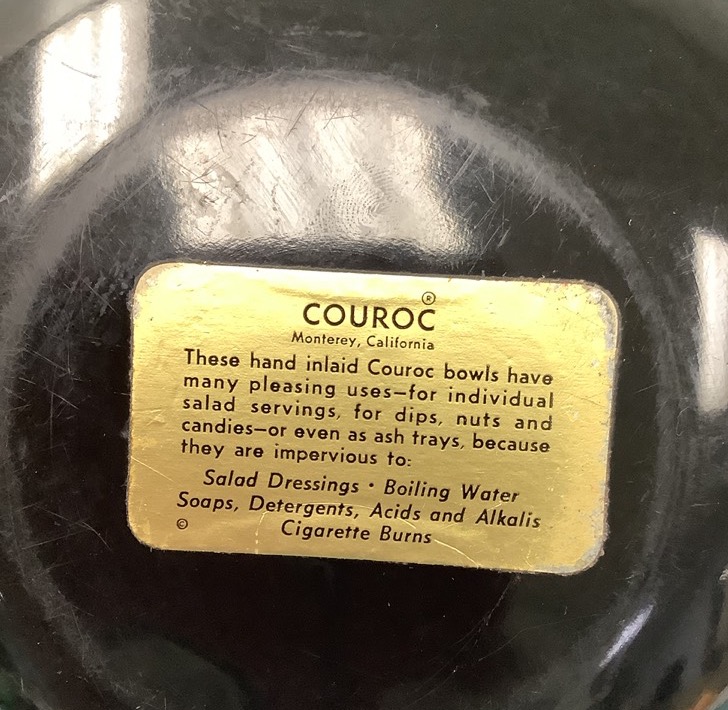 ®
COUROC
Monterey, California
These hand inlaid Couroc bowls have
many pleasing uses—for individual
salad servings, for dips, nuts and
candies—or even as ash trays, because
they are impervious to:
Salad Dressings • Boiling Water
Soaps, Detergents, Acids and Alkalis
© Cigarette Burns